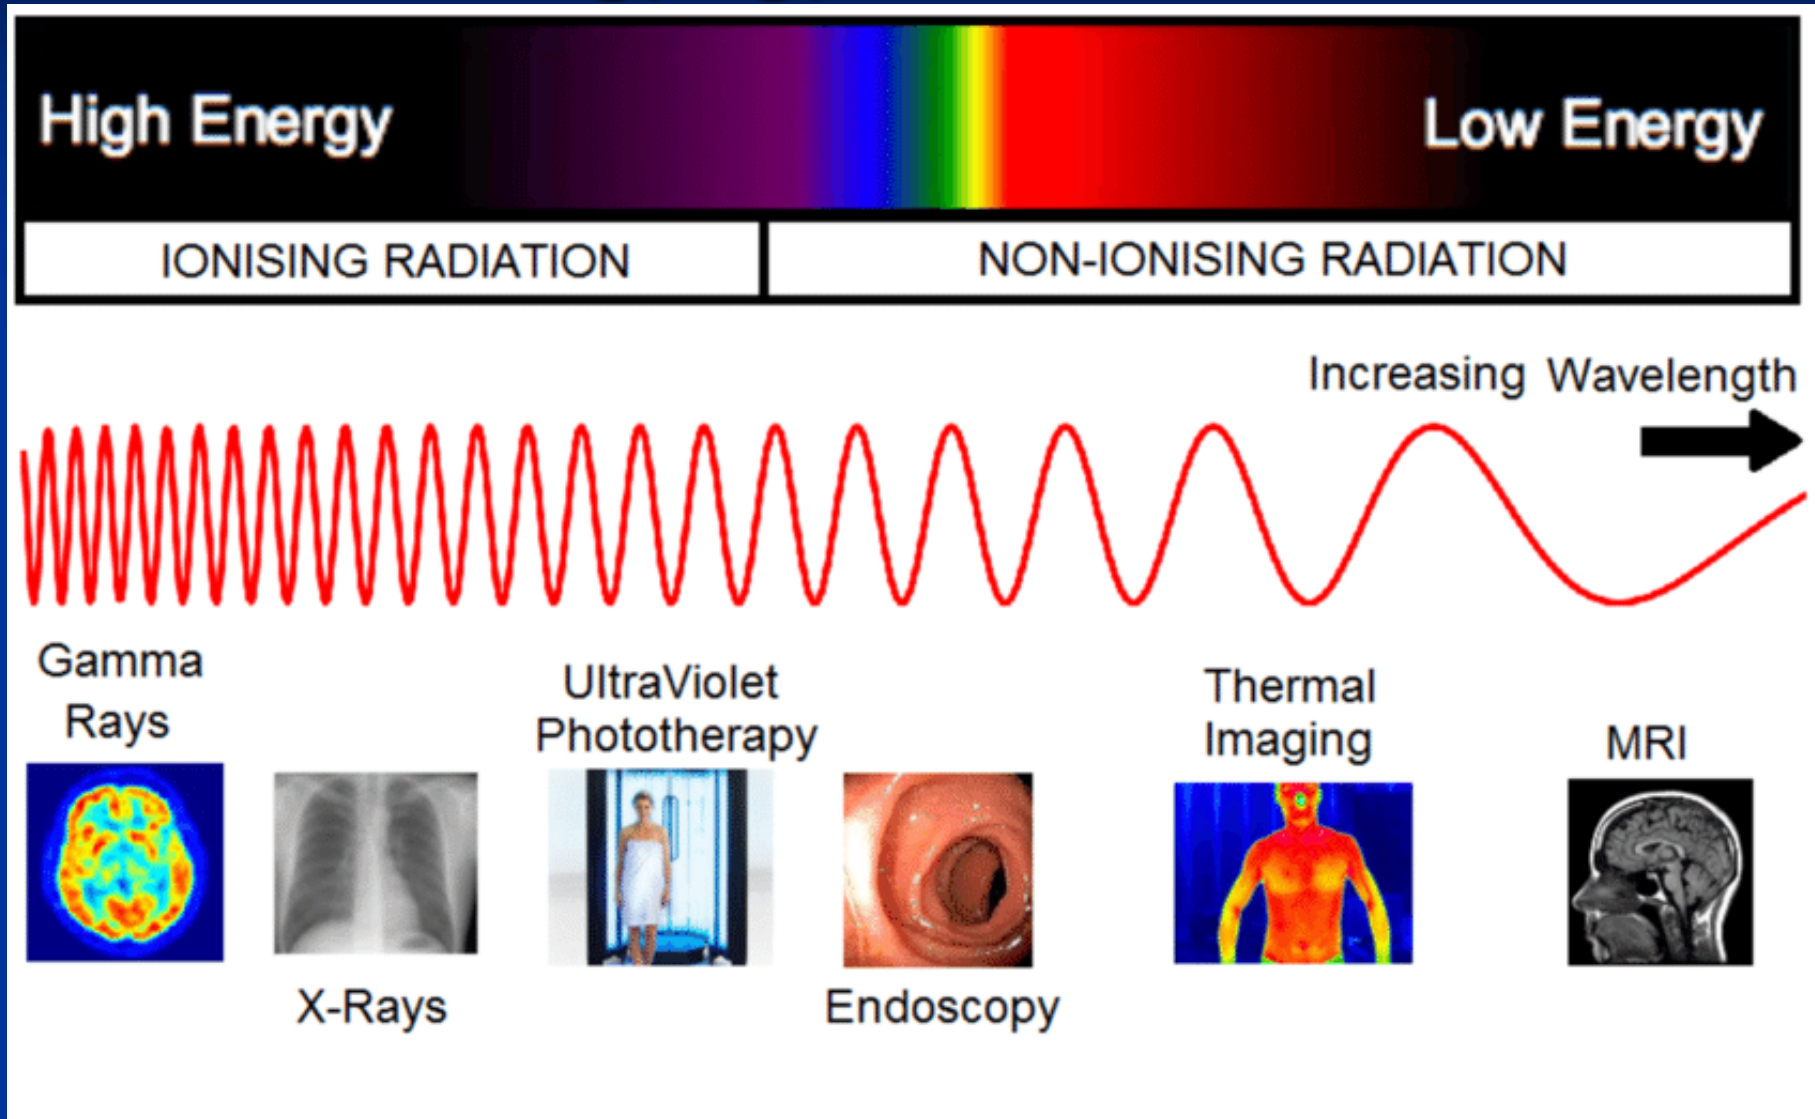 High Energy
Low Energy
IONISING RADIATION
NON-IONISING RADIATION
Increasing Wavelength
Gamma
Rays
UltraViolet
Phototherapy
Thermal
Imaging
MRI
X-Rays
Endoscopy